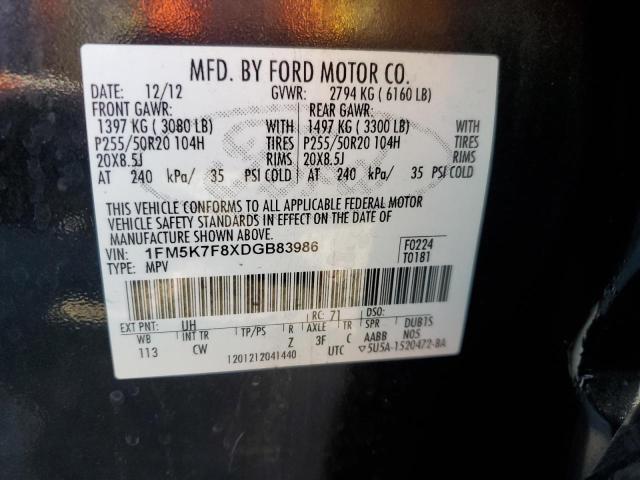 MFD. BY FORD MOTOR CO.
DATE: 12/12 GVWR: 2794 KG ( 6160 LB)
FRONT GAWR: REAR GAWR:
1397 KG ( 3080 LB) WITH 1497 KG ( 3300 LB) WITH
P255/50R20 104H TIRES P255/50R20 104H TIRES
20X8.5J RIMS 20X8.5J RIMS
AT 240 kPa/ 35 PSI COLD AT 240 kPa/ 35 PSI COLD
THIS VEHICLE CONFORMS TO ALL APPLICABLE FEDERAL MOTOR
VEHICLE SAFETY STANDARDS IN EFFECT ON THE DATE OF
MANUFACTURE SHOWN ABOVE.
VIN: 1FM5K7F8XDGB83986 F0224
TYPE: MPV T0181
EXT PNT: UH RC: 71 DSO:
WB INT TR TP/PS R AXLE TR SPR DUB1S
113 CW Z 3F C AABB N05
1201212041440 UTC ▽5U5A-1520472-BA